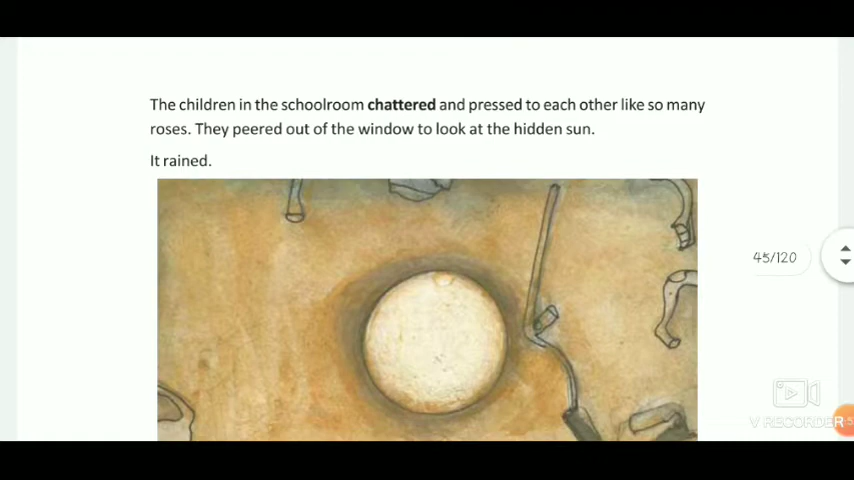 The children in the schoolroom chattered and pressed to each other like so many
roses. They peered out of the window to look at the hidden sun.
It rained.
45/120
V RECORDER